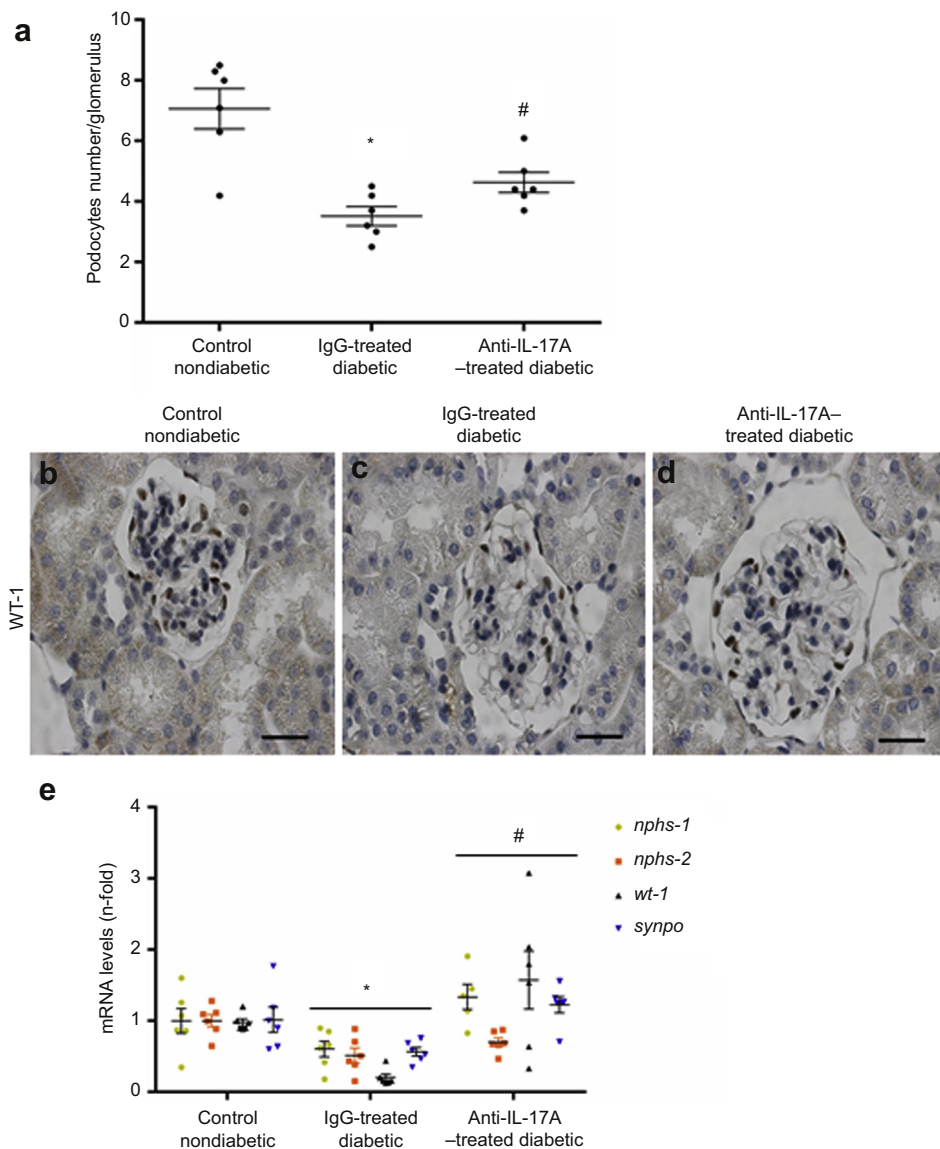 a
Podocytes number/glomerulus
10
8
6
4
2
0
*
#
Control
nondiabetic
IgG-treated
diabetic
Anti-IL-17A
–treated diabetic
Control
nondiabetic
IgG-treated
diabetic
Anti-IL-17A–
treated diabetic
WT-1
b
c
d
e
mRNA levels (n-fold)
4
3
2
1
0
*
#
nphs-1
nphs-2
wt-1
synpo
Control
nondiabetic
IgG-treated
diabetic
Anti-IL-17A
–treated diabetic